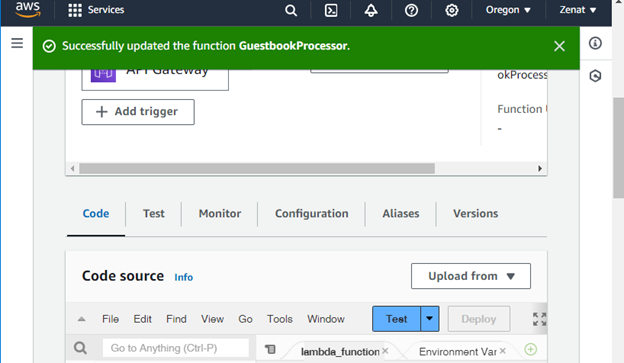 aws Services Oregon Zenat
Successfully updated the function GuestbookProcessor.
API Gateway
okProcess
+ Add trigger
Function
-
Code Test Monitor Configuration Aliases Versions
Code source Info Upload from
File Edit Find View Go Tools Window Test Deploy
Go to Anything (Ctrl-P) lambda_function Environment Var